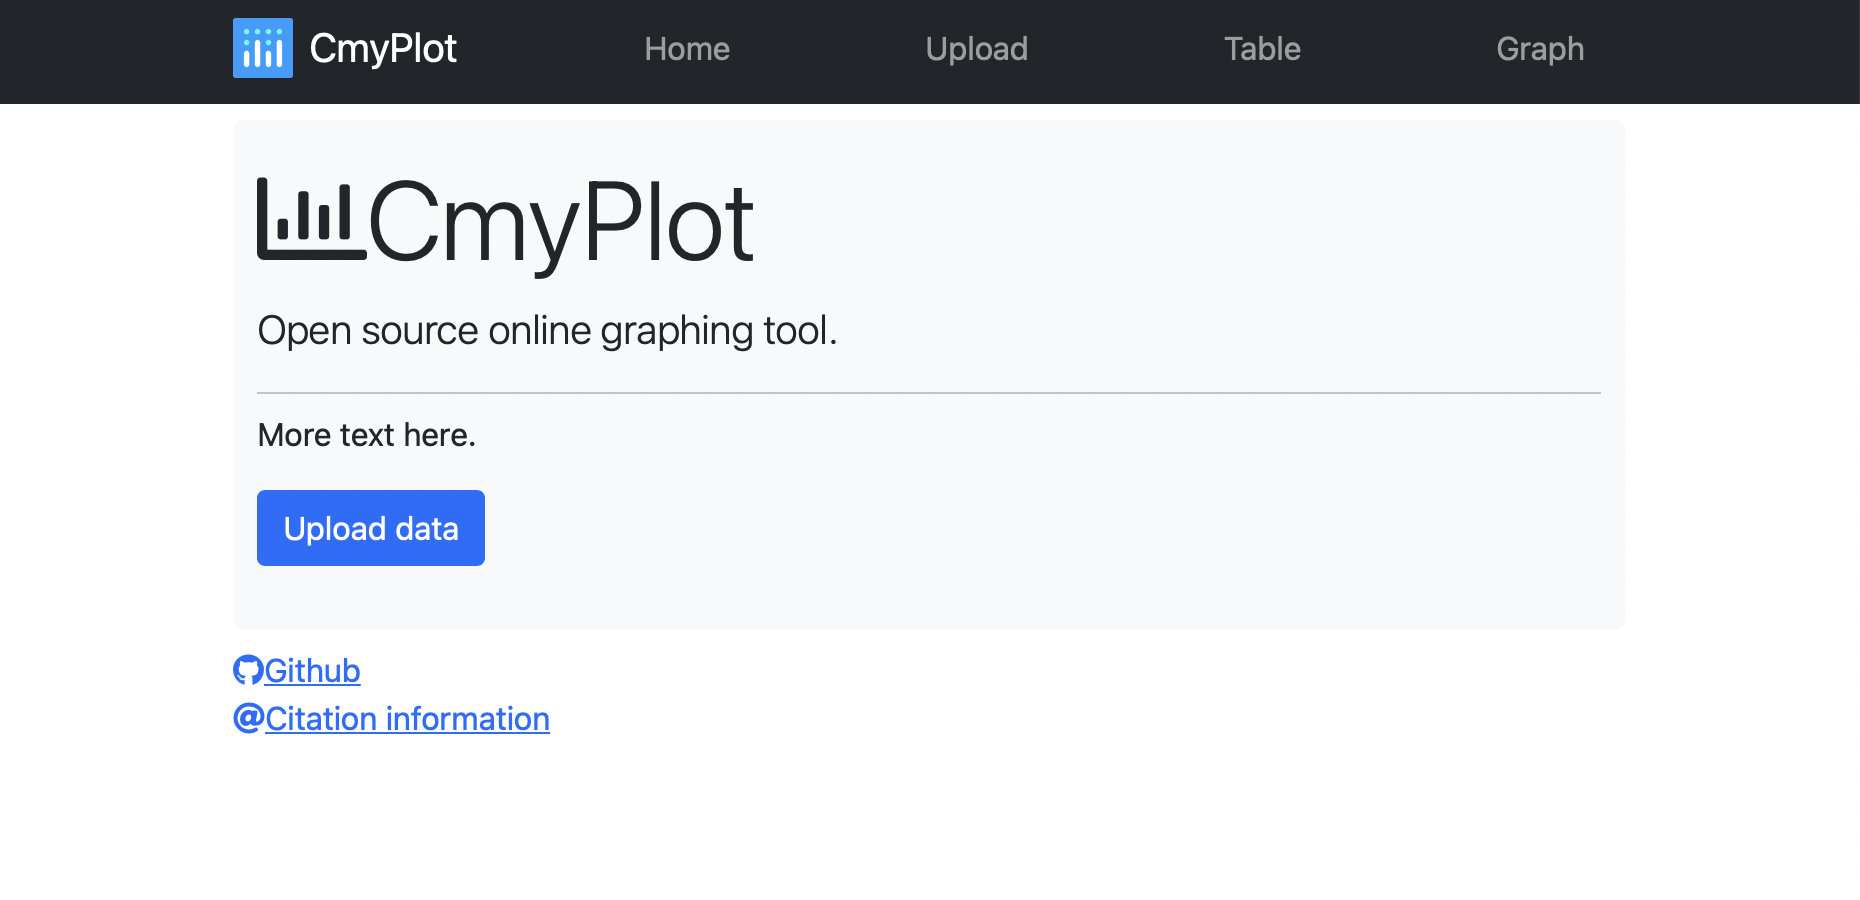 CmyPlot Home Upload Table Graph
CmyPlot
Open source online graphing tool.
More text here.
Upload data
Github
Citation information